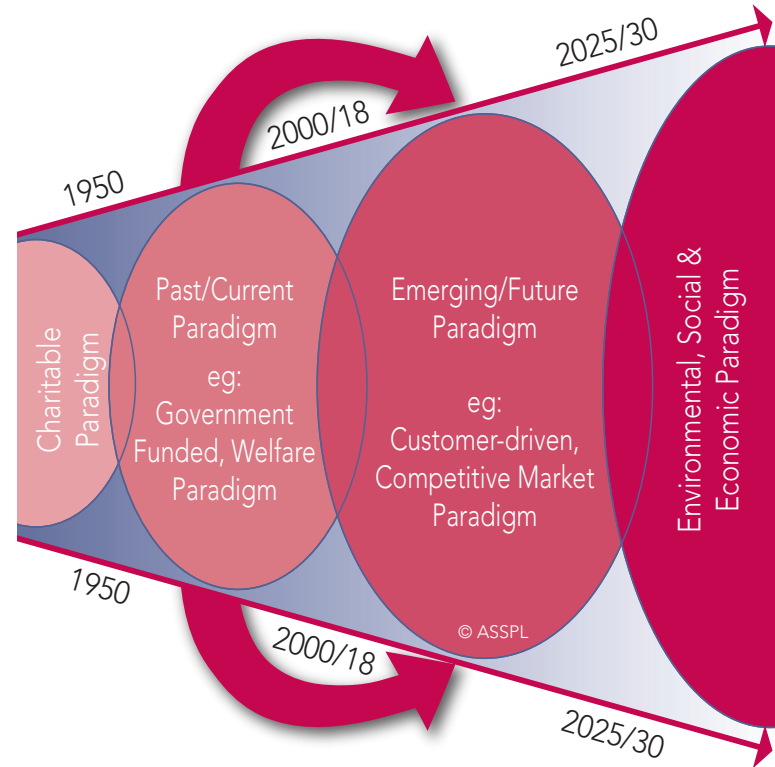 1950
2000/18
2025/30
Charitable
Paradigm
Past/Current
Paradigm
eg:
Government
Funded, Welfare
Paradigm
Emerging/Future
Paradigm
eg:
Customer-driven,
Competitive Market
Paradigm
© ASSPL
Environmental, Social &
Economic Paradigm
1950
2000/18
2025/30